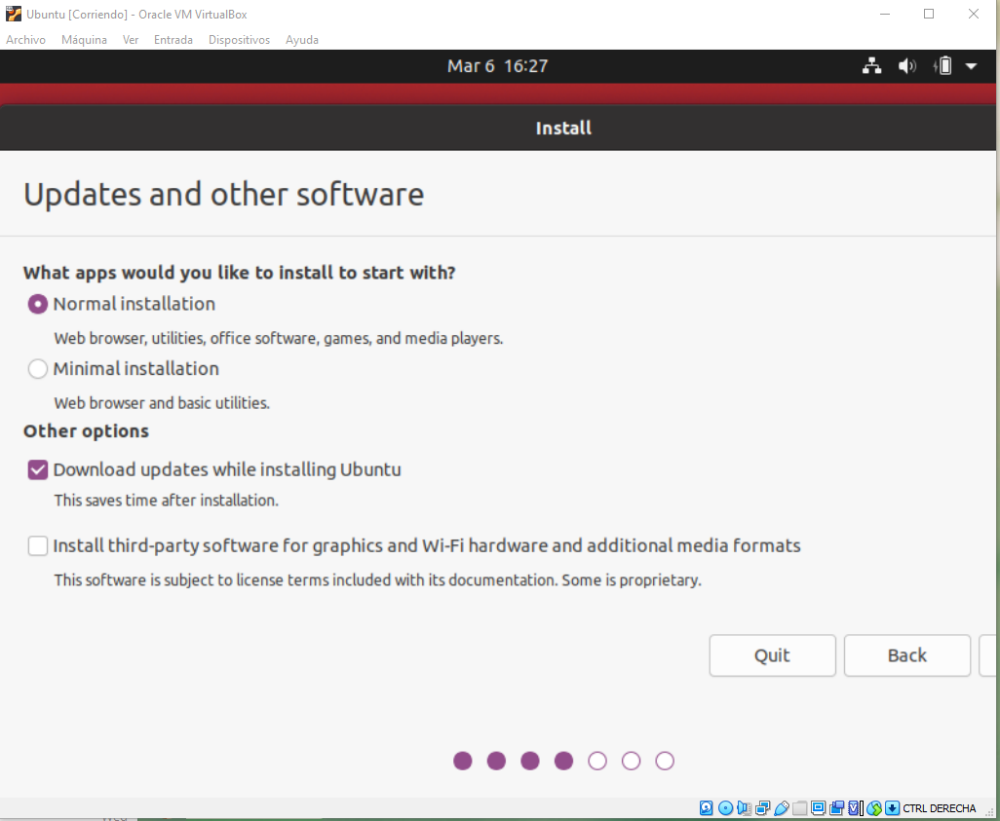 Ubuntu [Corriendo] - Oracle VM VirtualBox
Archivo Máquina Ver Entrada Dispositivos Ayuda
Mar 6 16:27
Install
Updates and other software
What apps would you like to install to start with?
Normal installation
Web browser, utilities, office software, games, and media players.
Minimal installation
Web browser and basic utilities.
Other options
Download updates while installing Ubuntu
This saves time after installation.
Install third-party software for graphics and Wi-Fi hardware and additional media formats
This software is subject to license terms included with its documentation. Some is proprietary.
Quit Back
CTRL DERECHA